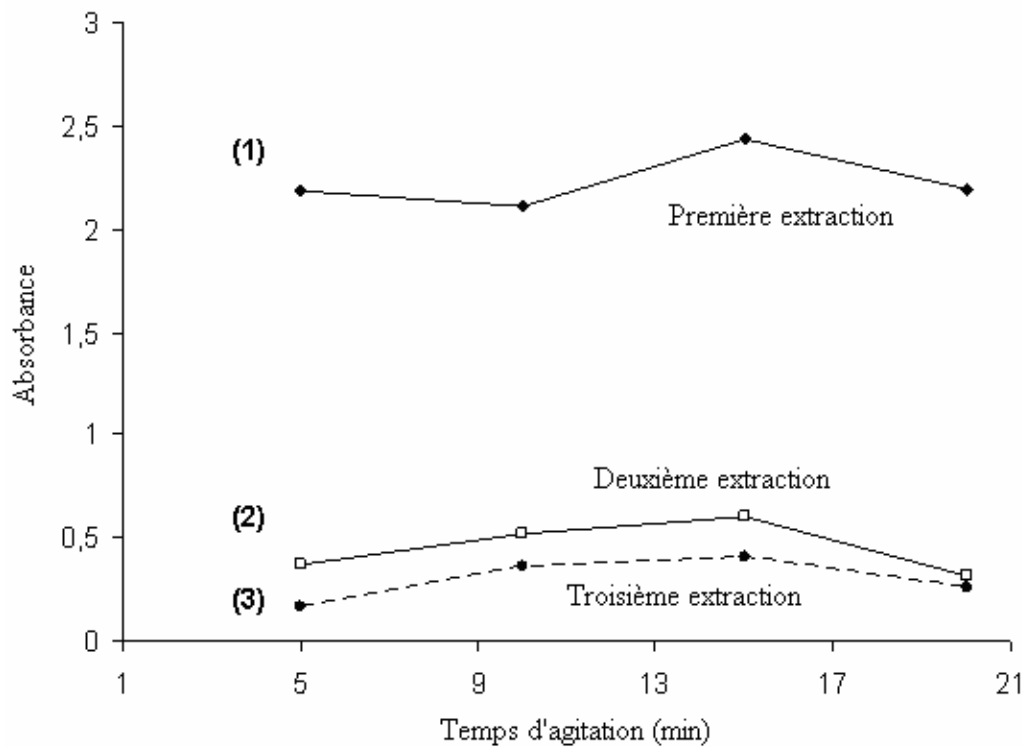 3
2,5
(1)
Première extraction
2
Absorbance
1,5
1
Deuxième extraction
(2)
0,5
(3)
Troisième extraction
0
1 5 9 13 17 21
Temps d'agitation (min)